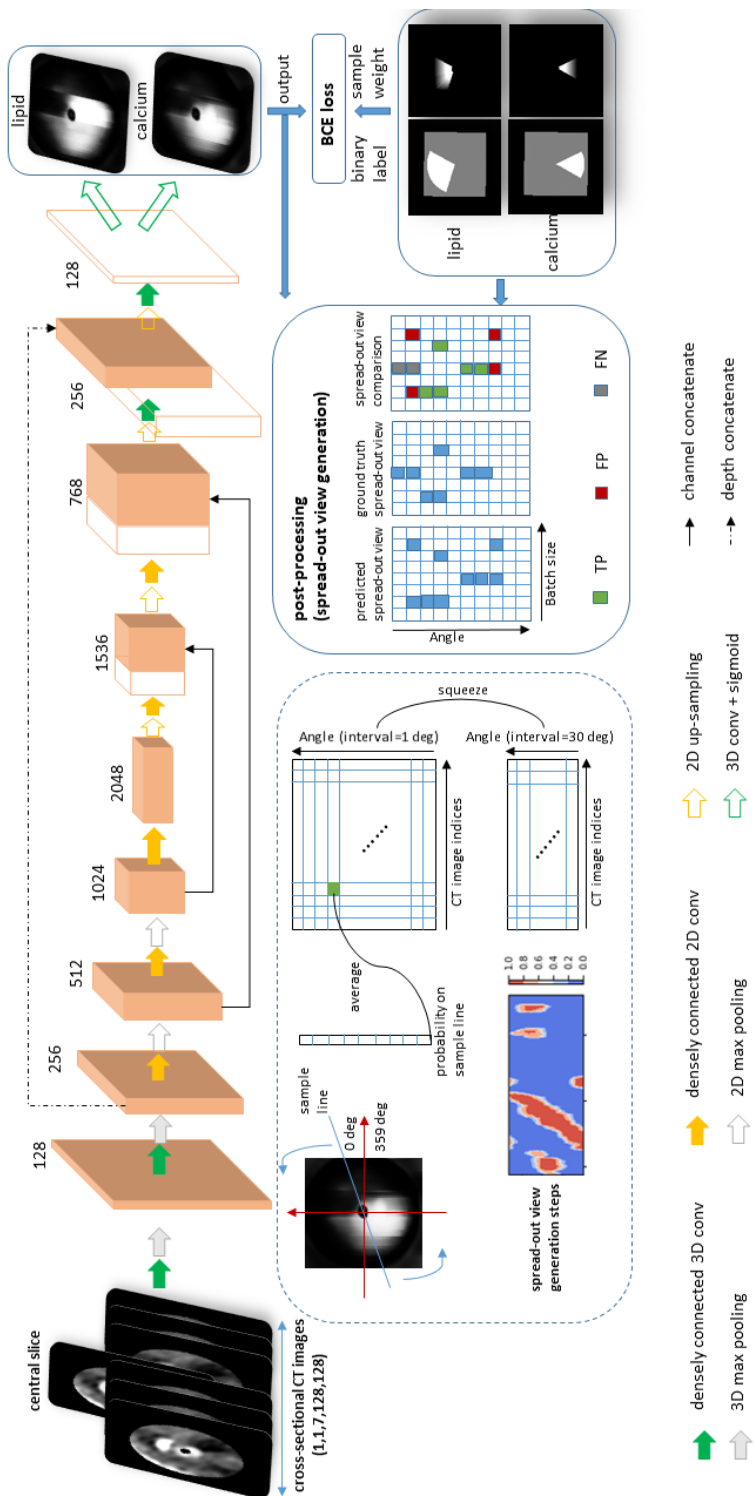 central slice
cross-sectional CT images
(1,1,7,128,128)
128
256
512
1024
2048
1536
768
256
128
lipid
calcium
output
BCE loss
binary
label
sample
weight
lipid
calcium
sample
line
0 deg
359 deg
probability on
sample line
average
Angle (interval=1 deg)
CT image indices
squeeze
Angle (interval=30 deg)
CT image indices
spread-out view
generation steps
1.0
0.8
0.6
0.4
0.2
0.0
post-processing
(spread-out view generation)
predicted
spread-out view
ground truth
spread-out view
spread-out view
comparison
Angle
Batch size
TP
FP
FN
densely connected 3D conv
densely connected 2D conv
2D up-sampling
channel concatenate
3D max pooling
2D max pooling
3D conv + sigmoid
depth concatenate